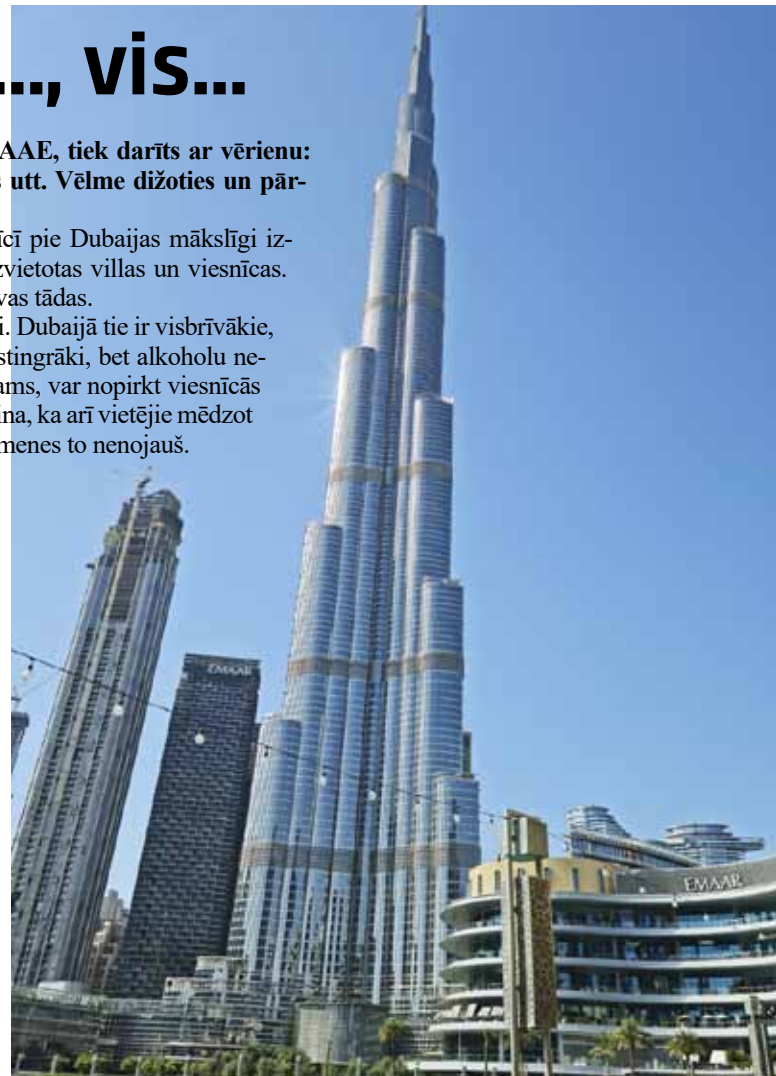 ..., vis...
AAE, tiek darīts ar vērienu:
s utt. Vēlme dižoties un pār-
īcī pie Dubaijas mākslīgi iz-
zvietotas villas un viesnīcas.
vas tādas.
i. Dubaijā tie ir visbrīvākie,
stingrāki, bet alkoholu ne-
ams, var nopirkt viesnīcās
ina, ka arī vietējie mēdzot
menes to nenojauš.
EMAAR
EMAAR